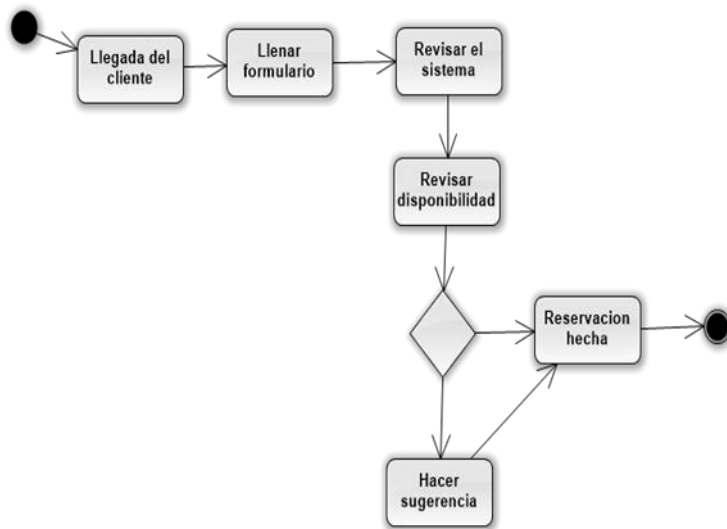 Llegada del
cliente
Llenar
formulario
Revisar el
sistema
Revisar
disponibilidad
Reservacion
hecha
Hacer
sugerencia